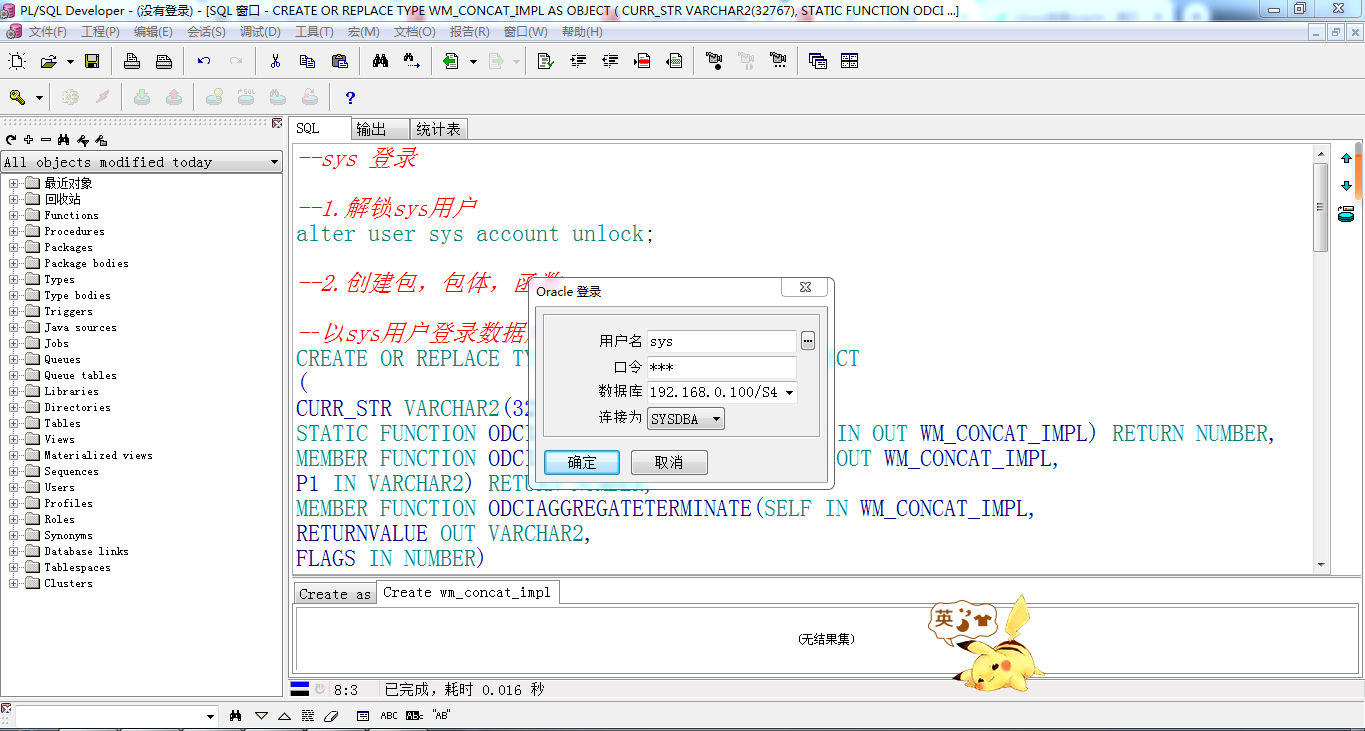 PL/SQL Developer - (没有登录) - [SQL 窗口 - CREATE OR REPLACE TYPE WM_CONCAT_IMPL AS OBJECT ( CURR_STR VARCHAR2(32767), STATIC FUNCTION ODCI ...]
文件(F) 工程(P) 编辑(E) 会话(S) 调试(D) 工具(T) 宏(M) 文档(O) 报告(R) 窗口(W) 帮助(H)
SQL 输出 统计表
All objects modified today
最近对象
回收站
Functions
Procedures
Packages
Package bodies
Types
Type bodies
Triggers
Java sources
Jobs
Queues
Queue tables
Libraries
Directories
Tables
Views
Materialized views
Sequences
Users
Profiles
Roles
Synonyms
Database links
Tablespaces
Clusters
--sys 登录
--1.解锁sys用户
alter user sys account unlock;
--2.创建包，包体，函数
--以sys用户登录数据
CREATE OR REPLACE TY CT
(
CURR_STR VARCHAR2(32
STATIC FUNCTION ODCI IN OUT WM_CONCAT_IMPL) RETURN NUMBER,
MEMBER FUNCTION ODCI OUT WM_CONCAT_IMPL,
P1 IN VARCHAR2) RETURN NUMBER,
MEMBER FUNCTION ODCIAGGREGATETERMINATE(SELF IN WM_CONCAT_IMPL,
RETURNVALUE OUT VARCHAR2,
FLAGS IN NUMBER)
Oracle 登录
用户名 sys
口令 ***
数据库 192.168.0.100/S4
连接为 SYSDBA
确定 取消
Create as Create wm_concat_impl
(无结果集)
英
8:3 已完成, 耗时 0.016 秒
ABC AB "AB"